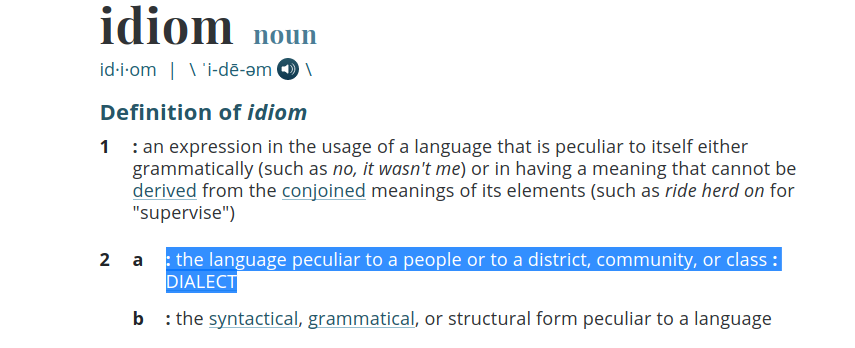 idiom noun
id·i·om | \ ˈi-dē-əm \
Definition of idiom
1 : an expression in the usage of a language that is peculiar to itself either
grammatically (such as no, it wasn't me) or in having a meaning that cannot be
derived from the conjoined meanings of its elements (such as ride herd on for
"supervise")
2 a : the language peculiar to a people or to a district, community, or class :
DIALECT
b : the syntactical, grammatical, or structural form peculiar to a language